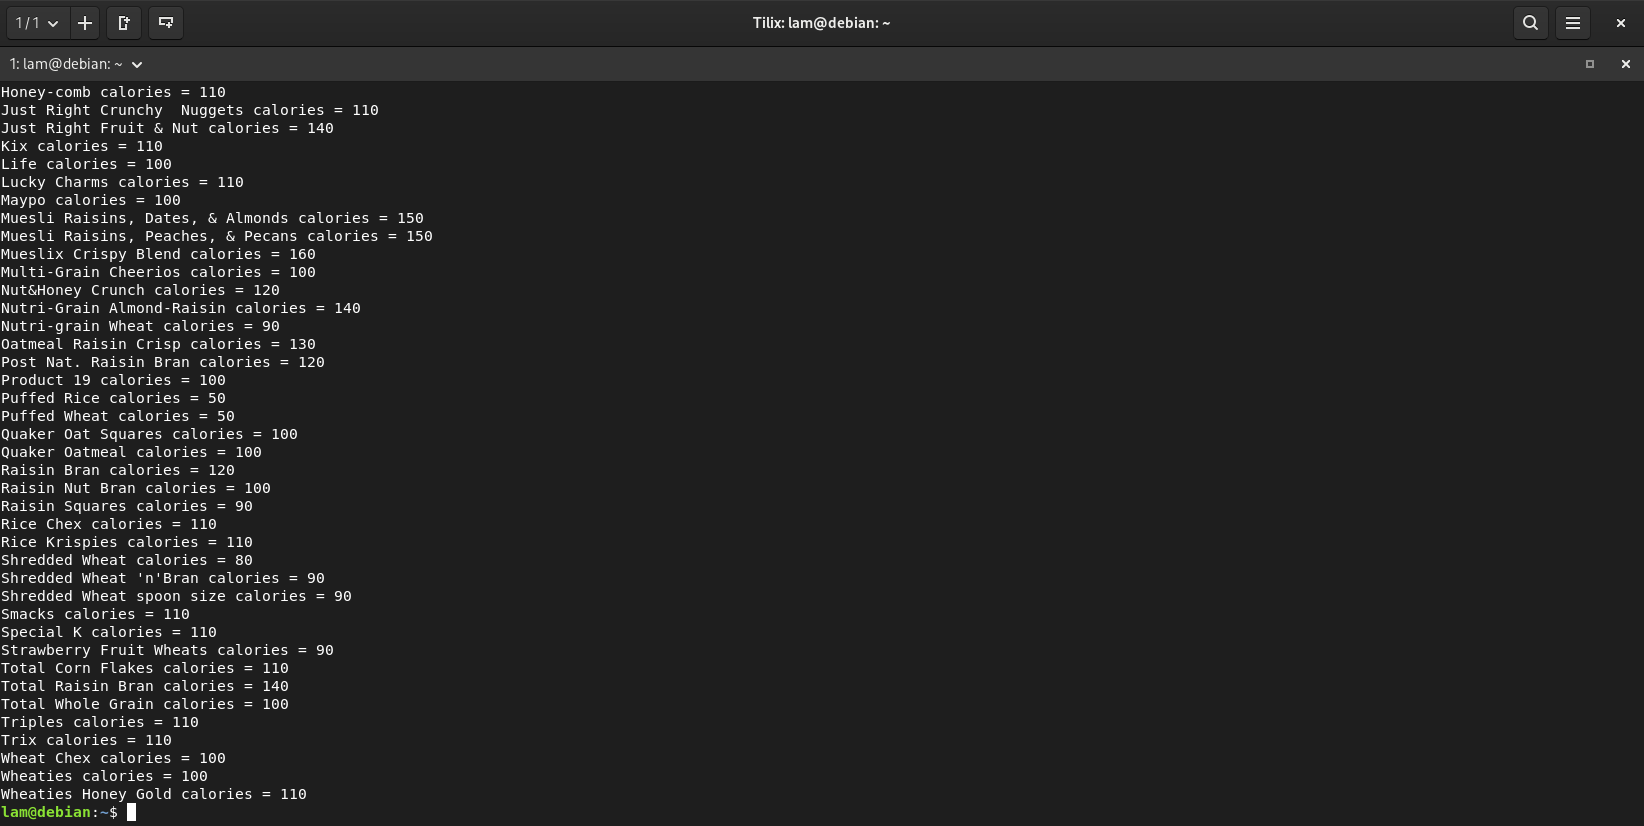 1 / 1
Tilix: lam@debian: ~
1: lam@debian: ~
Honey-comb calories = 110
Just Right Crunchy  Nuggets calories = 110
Just Right Fruit & Nut calories = 140
Kix calories = 110
Life calories = 100
Lucky Charms calories = 110
Maypo calories = 100
Muesli Raisins, Dates, & Almonds calories = 150
Muesli Raisins, Peaches, & Pecans calories = 150
Mueslix Crispy Blend calories = 160
Multi-Grain Cheerios calories = 100
Nut&Honey Crunch calories = 120
Nutri-Grain Almond-Raisin calories = 140
Nutri-grain Wheat calories = 90
Oatmeal Raisin Crisp calories = 130
Post Nat. Raisin Bran calories = 120
Product 19 calories = 100
Puffed Rice calories = 50
Puffed Wheat calories = 50
Quaker Oat Squares calories = 100
Quaker Oatmeal calories = 100
Raisin Bran calories = 120
Raisin Nut Bran calories = 100
Raisin Squares calories = 90
Rice Chex calories = 110
Rice Krispies calories = 110
Shredded Wheat calories = 80
Shredded Wheat 'n'Bran calories = 90
Shredded Wheat spoon size calories = 90
Smacks calories = 110
Special K calories = 110
Strawberry Fruit Wheats calories = 90
Total Corn Flakes calories = 110
Total Raisin Bran calories = 140
Total Whole Grain calories = 100
Triples calories = 110
Trix calories = 110
Wheat Chex calories = 100
Wheaties calories = 100
Wheaties Honey Gold calories = 110
lam@debian:~$